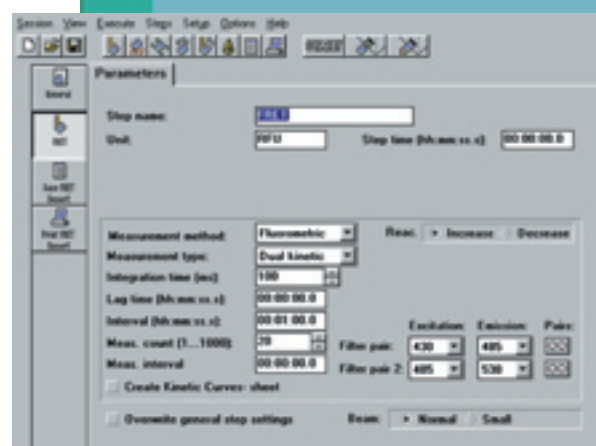 Session View Execute Steps Setup Options Help
General
Parameters
Step name: FRET
Unit: RFU Step time (hh:mm:ss.s): 00:00:00.0
Measurement method: Fluorometric Reac. Increase Decrease
Measurement type: Dual kinetic
Integration time (ms): 100
Lag time (hh:mm:ss.s): 00:00:00.0
Interval (hh:mm:ss.s): 00:01:00.0 Excitation: Emission: Pairs:
Meas. count (1...1000): 20 Filter pair: 430 485
Meas. interval 00:00:00.0 Filter pair 2: 485 530
Create Kinetic Curves- sheet
Overwrite general step settings Beam: Normal Small